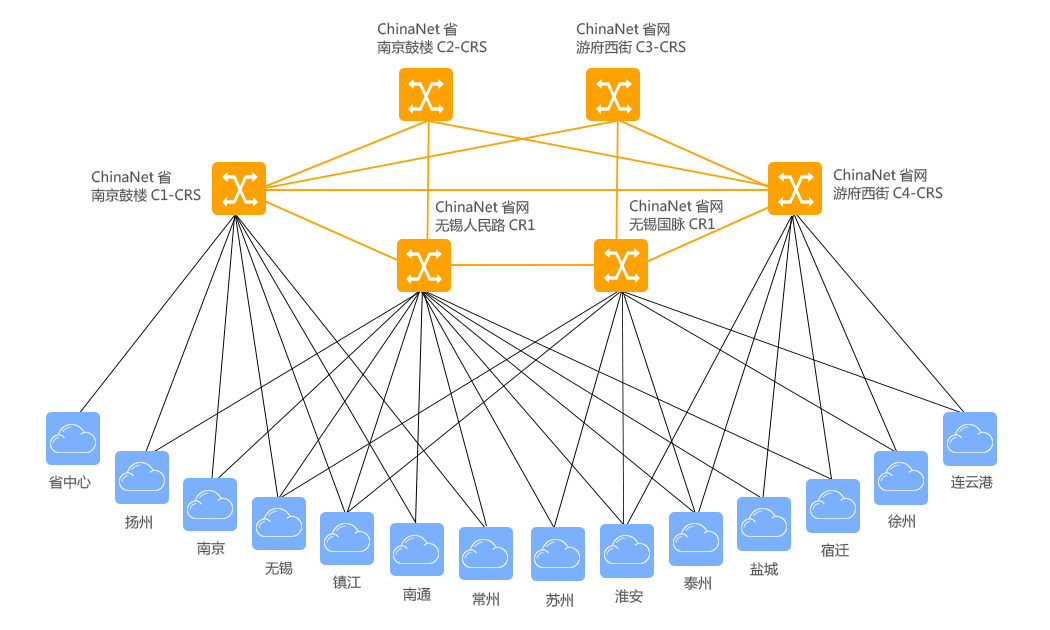 ChinaNet 省
南京鼓楼 C2-CRS
ChinaNet 省网
游府西街 C3-CRS
ChinaNet 省
南京鼓楼 C1-CRS
ChinaNet 省网
游府西街 C4-CRS
ChinaNet 省网
无锡人民路 CR1
ChinaNet 省网
无锡国脉 CR1
省中心
扬州
南京
无锡
镇江
南通
常州
苏州
淮安
泰州
盐城
宿迁
徐州
连云港